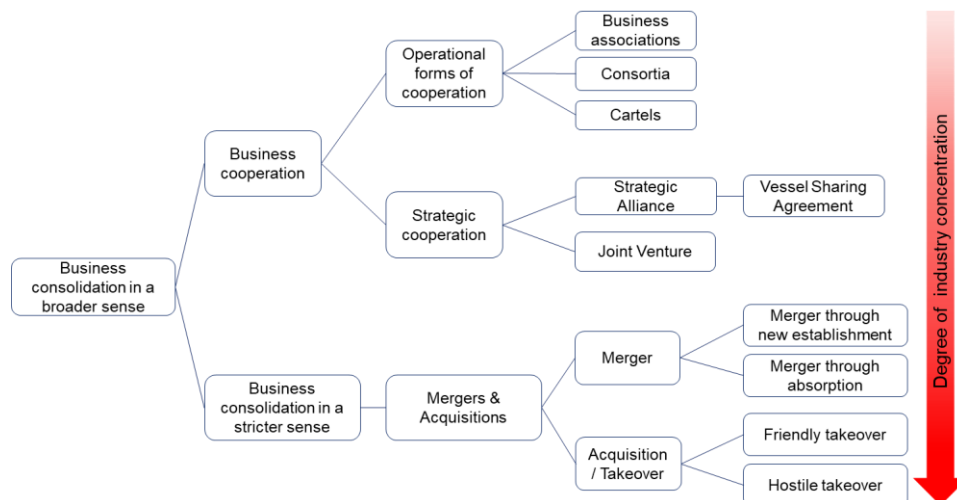 Business
associations
Operational
forms of
cooperation
Consortia
Cartels
Business
cooperation
Strategic
Alliance
Vessel Sharing
Agreement
Strategic
cooperation
Joint Venture
Business
consolidation in a
broader sense
Merger through
new establishment
Merger
Merger through
absorption
Business
consolidation in a
stricter sense
Mergers &
Acquisitions
Friendly takeover
Acquisition
/ Takeover
Hostile takeover
Degree of industry concentration